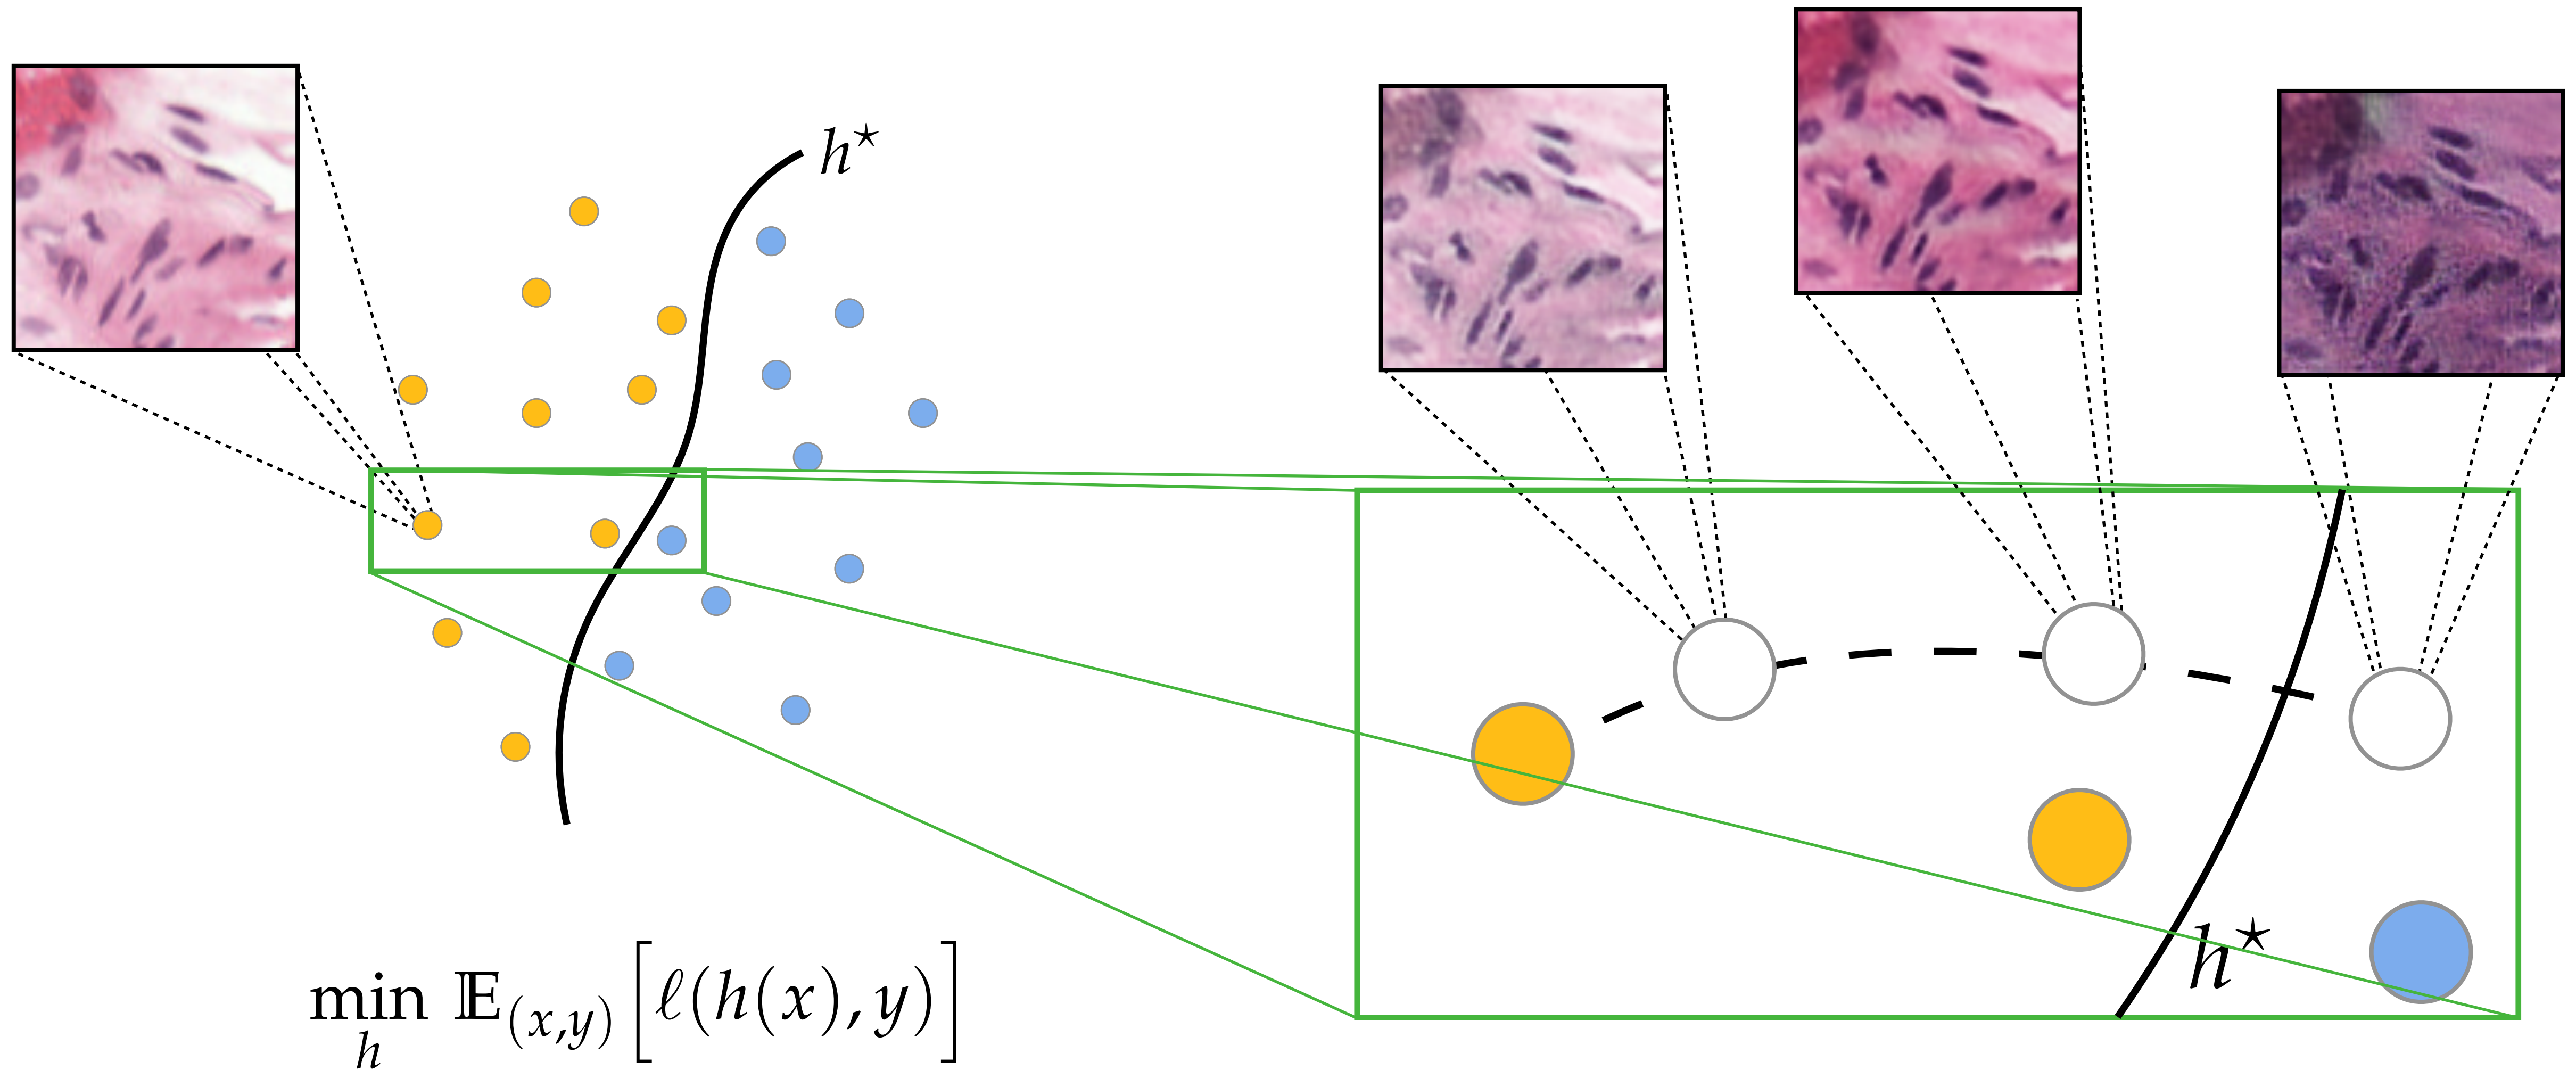 h⋆
h⋆
min_h 𝔼_(x,y) [ℓ(h(x), y)]